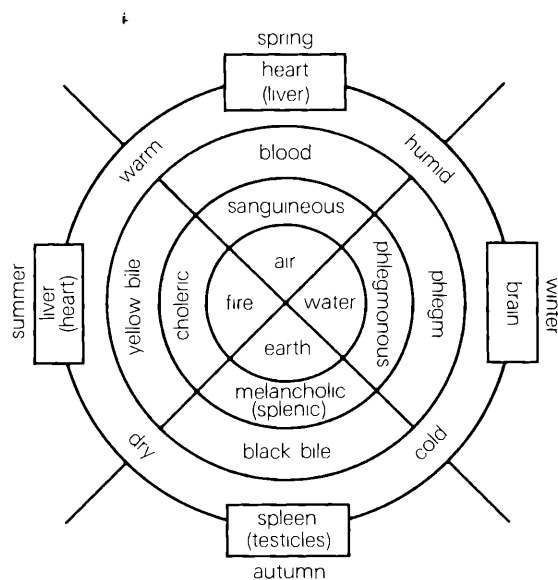 spring
heart
(liver)
warm
humid
blood
sanguineous
air
summer
liver
(heart)
yellow bile
choleric
fire
water
phlegmonous
phlegm
brain
winter
earth
melancholic
(splenic)
black bile
dry
cold
spleen
(testicles)
autumn